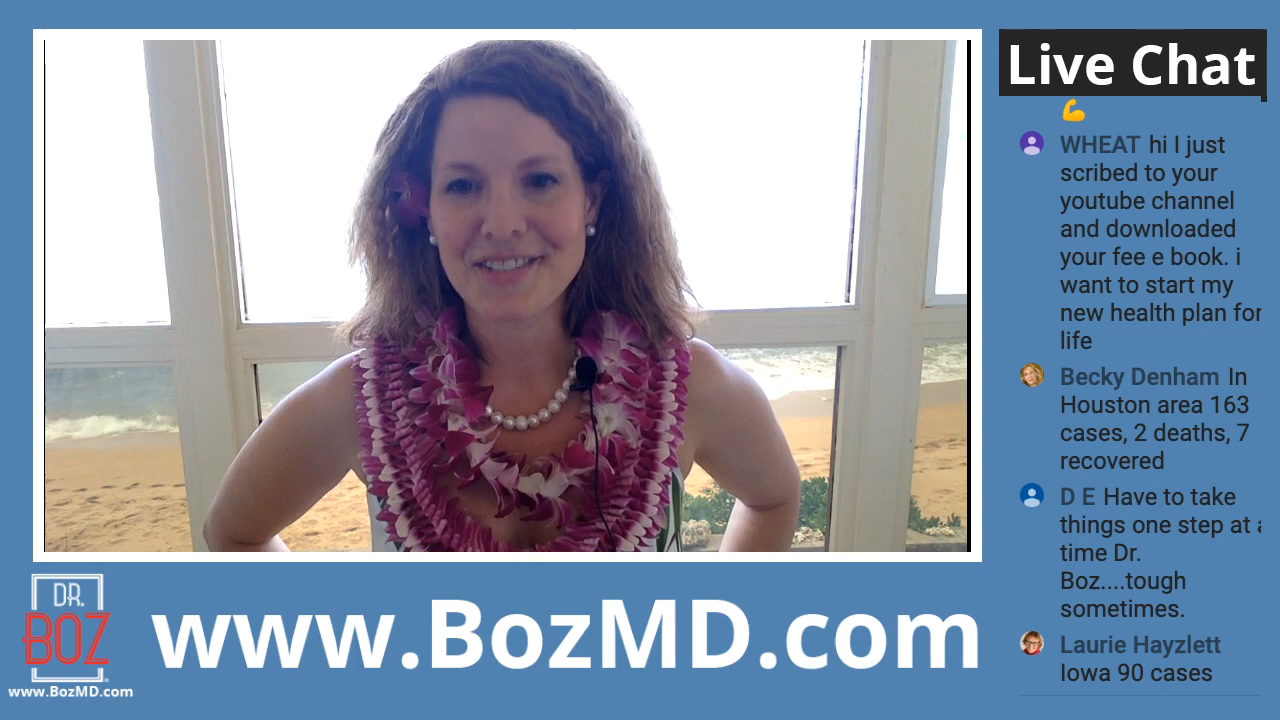 Live Chat
💪
WHEAT hi I just
scribed to your
youtube channel
and downloaded
your fee e book. i
want to start my
new health plan for
life
Becky Denham In
Houston area 163
cases, 2 deaths, 7
recovered
D E Have to take
things one step at a
time Dr.
Boz....tough
sometimes.
Laurie Hayzlett
Iowa 90 cases
DR.
BOZ
www.BozMD.com
www.BozMD.com